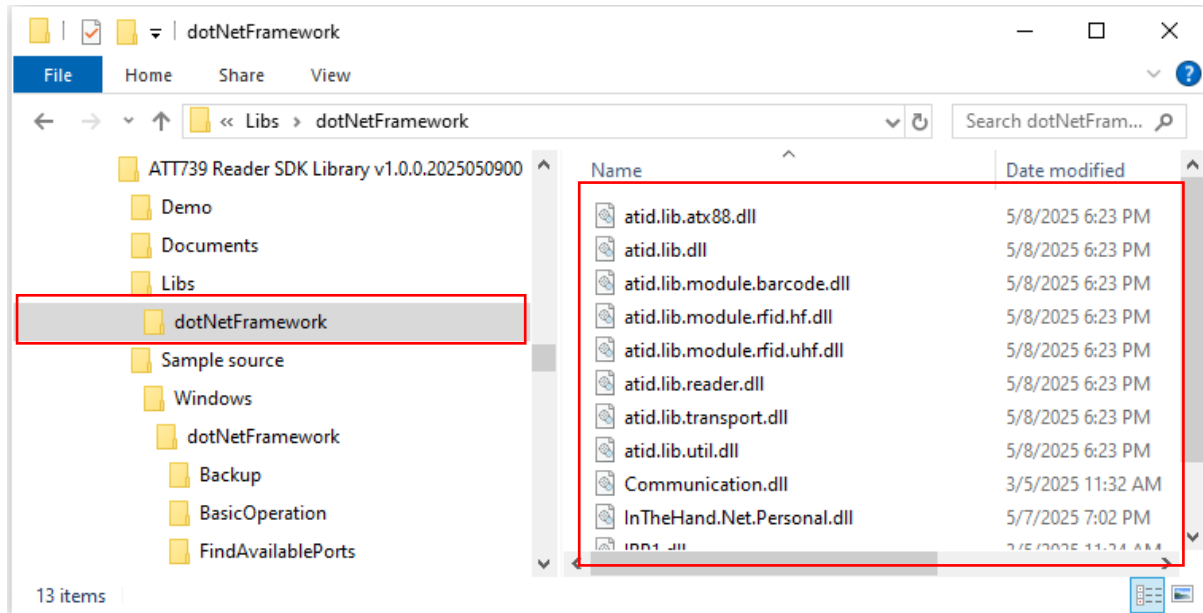 dotNetFramework
File Home Share View
« Libs > dotNetFramework Search dotNetFram...
ATT739 Reader SDK Library v1.0.0.2025050900
Demo
Documents
Libs
dotNetFramework
Sample source
Windows
dotNetFramework
Backup
BasicOperation
FindAvailablePorts
Name Date modified
atid.lib.atx88.dll 5/8/2025 6:23 PM
atid.lib.dll 5/8/2025 6:23 PM
atid.lib.module.barcode.dll 5/8/2025 6:23 PM
atid.lib.module.rfid.hf.dll 5/8/2025 6:23 PM
atid.lib.module.rfid.uhf.dll 5/8/2025 6:23 PM
atid.lib.reader.dll 5/8/2025 6:23 PM
atid.lib.transport.dll 5/8/2025 6:23 PM
atid.lib.util.dll 5/8/2025 6:23 PM
Communication.dll 3/5/2025 11:32 AM
InTheHand.Net.Personal.dll 5/7/2025 7:02 PM
13 items